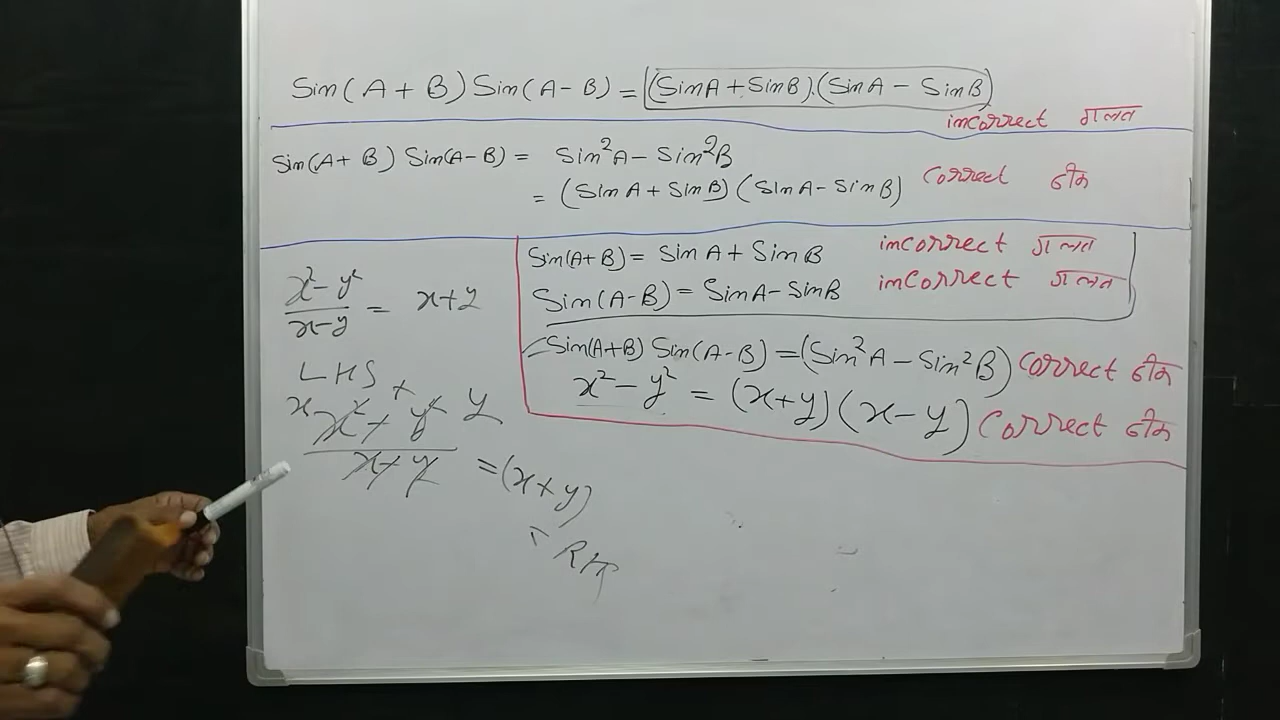 Sin(A+B) Sin(A-B) = (SinA+SinB).(SinA-SinB)
incorrect गलत
Sin(A+B) Sin(A-B) = Sin²A - Sin²B
= (SinA+SinB)(SinA-SinB) correct ठीक
Sin(A+B) = SinA+SinB incorrect गलत
Sin(A-B) = SinA-SinB incorrect गलत
Sin(A+B) Sin(A-B) = (Sin²A-Sin²B) correct ठीक
x²-y² = (x+y)(x-y) correct ठीक
x²-y² / x-y = x+y
LHS
x + y
x² + y² / x+y = (x+y)